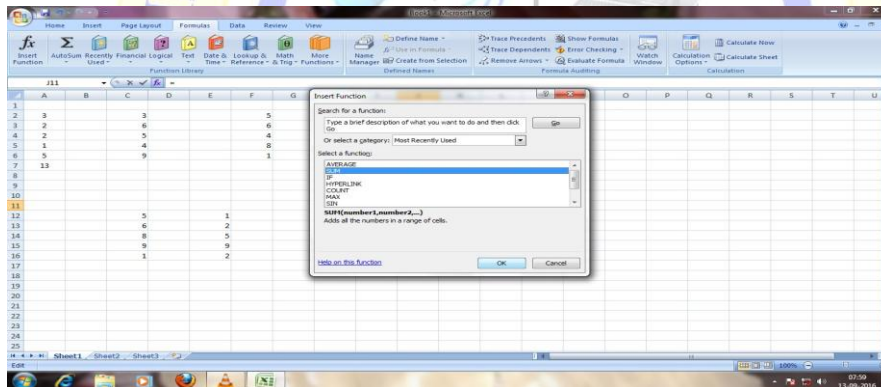 Book1 - Microsoft Excel
Home Insert Page Layout Formulas Data Review View
fx Insert Function
Σ AutoSum
Recently Used
Financial
Logical
Text
Date & Time
Lookup & Reference
Math & Trig
More Functions
Function Library
Name Manager
Define Name
Use in Formula
Create from Selection
Defined Names
Trace Precedents
Trace Dependents
Remove Arrows
Show Formulas
Error Checking
Evaluate Formula
Formula Auditing
Watch Window
Calculation Options
Calculate Now
Calculate Sheet
Calculation
J11 fx =
A B C D E F G O P Q R S T U
1
2 3 3 5
3 2 6 6
4 2 5 4
5 1 4 8
6 5 9 1
7 13
8
9
10
11
12 5 1
13 6 2
14 8 5
15 9 9
16 1 2
17
18
19
20
21
22
23
24
25
Insert Function
Search for a function:
Type a brief description of what you want to do and then click Go
Go
Or select a category: Most Recently Used
Select a function:
AVERAGE
SUM
IF
HYPERLINK
COUNT
MAX
SIN
SUM(number1,number2,...)
Adds all the numbers in a range of cells.
Help on this function
OK Cancel
Sheet1 Sheet2 Sheet3
Edit
100%
07:59
13-09-2016